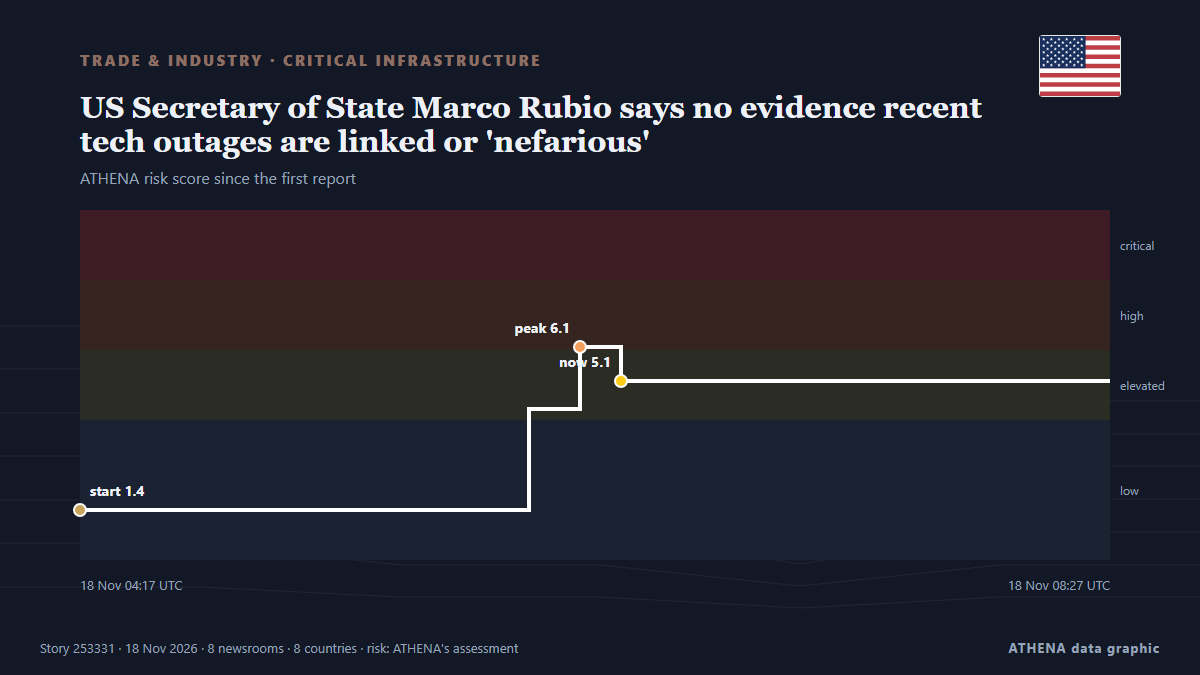 TRADE & INDUSTRY · CRITICAL INFRASTRUCTURE
US Secretary of State Marco Rubio says no evidence recent
tech outages are linked or 'nefarious'
ATHENA risk score since the first report
critical
high
peak 6.1
now 5.1
elevated
start 1.4
low
18 Nov 04:17 UTC
18 Nov 08:27 UTC
Story 253331 · 18 Nov 2026 · 8 newsrooms · 8 countries · risk: ATHENA's assessment
ATHENA data graphic